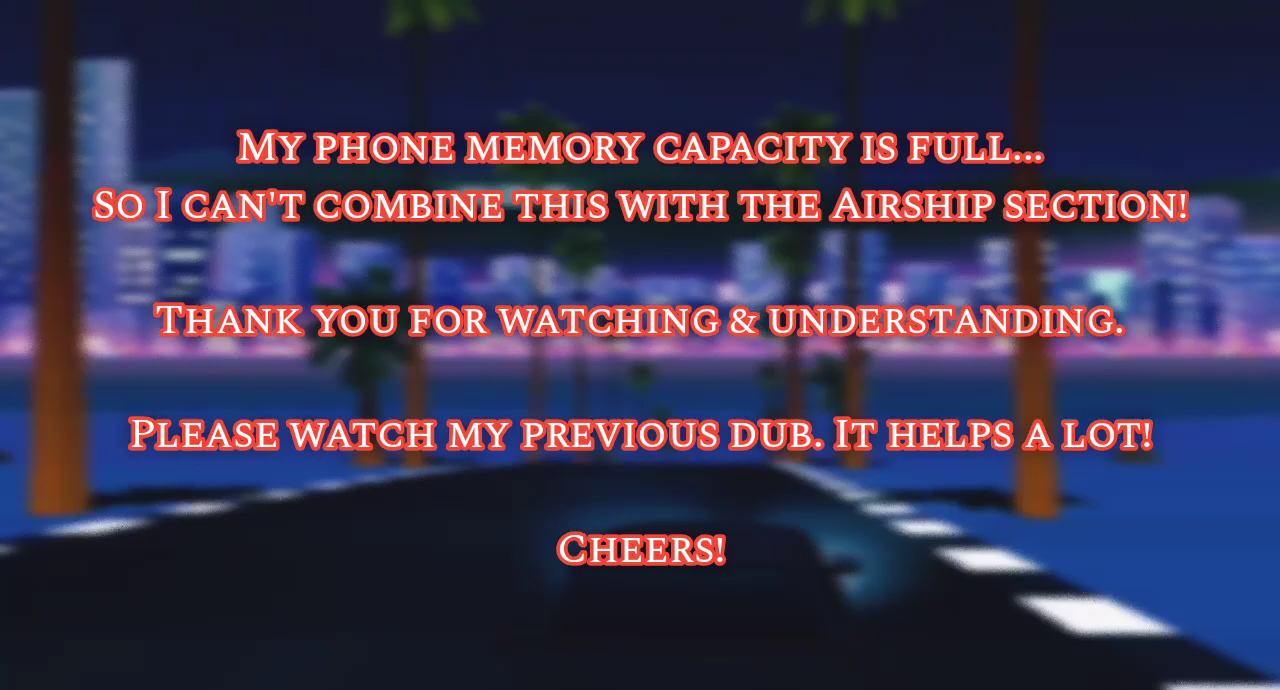 My phone memory capacity is full...
So I can't combine this with the Airship section!
Thank you for watching & understanding.
Please watch my previous dub. It helps a lot!
Cheers!